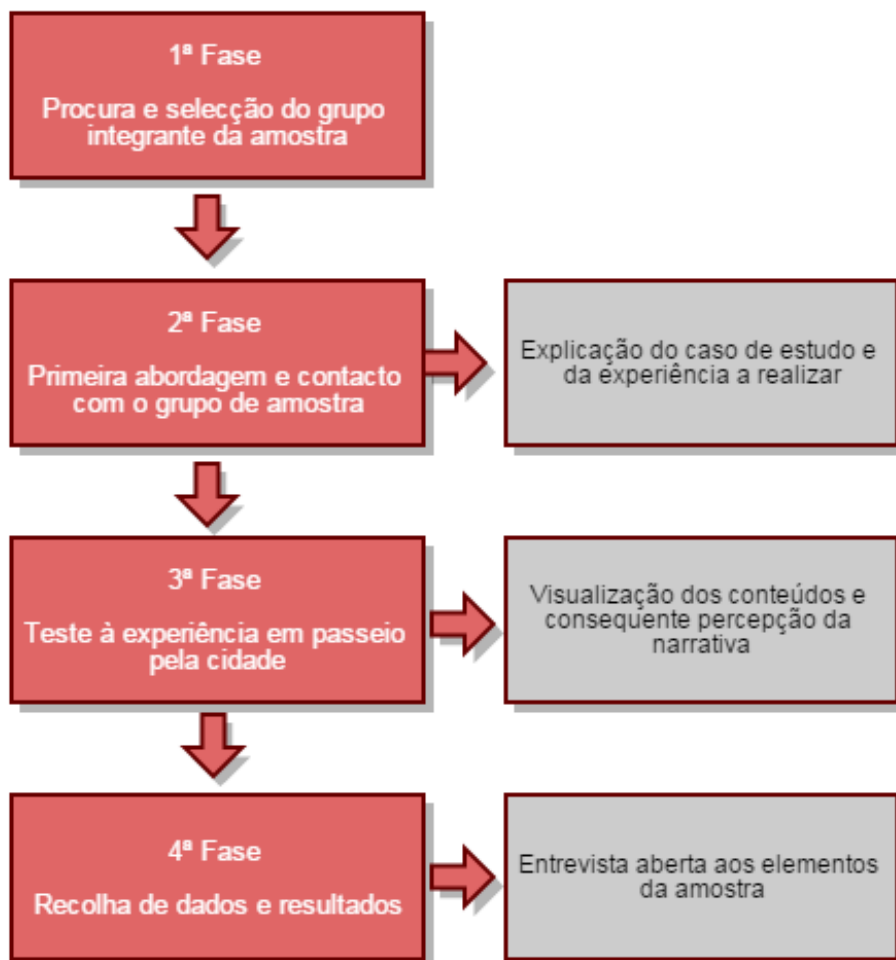 1ª Fase
Procura e selecção do grupo
integrante da amostra
2ª Fase
Primeira abordagem e contacto
com o grupo de amostra
Explicação do caso de estudo e
da experiência a realizar
3ª Fase
Teste à experiência em passeio
pela cidade
Visualização dos conteúdos e
consequente percepção da
narrativa
4ª Fase
Recolha de dados e resultados
Entrevista aberta aos elementos
da amostra